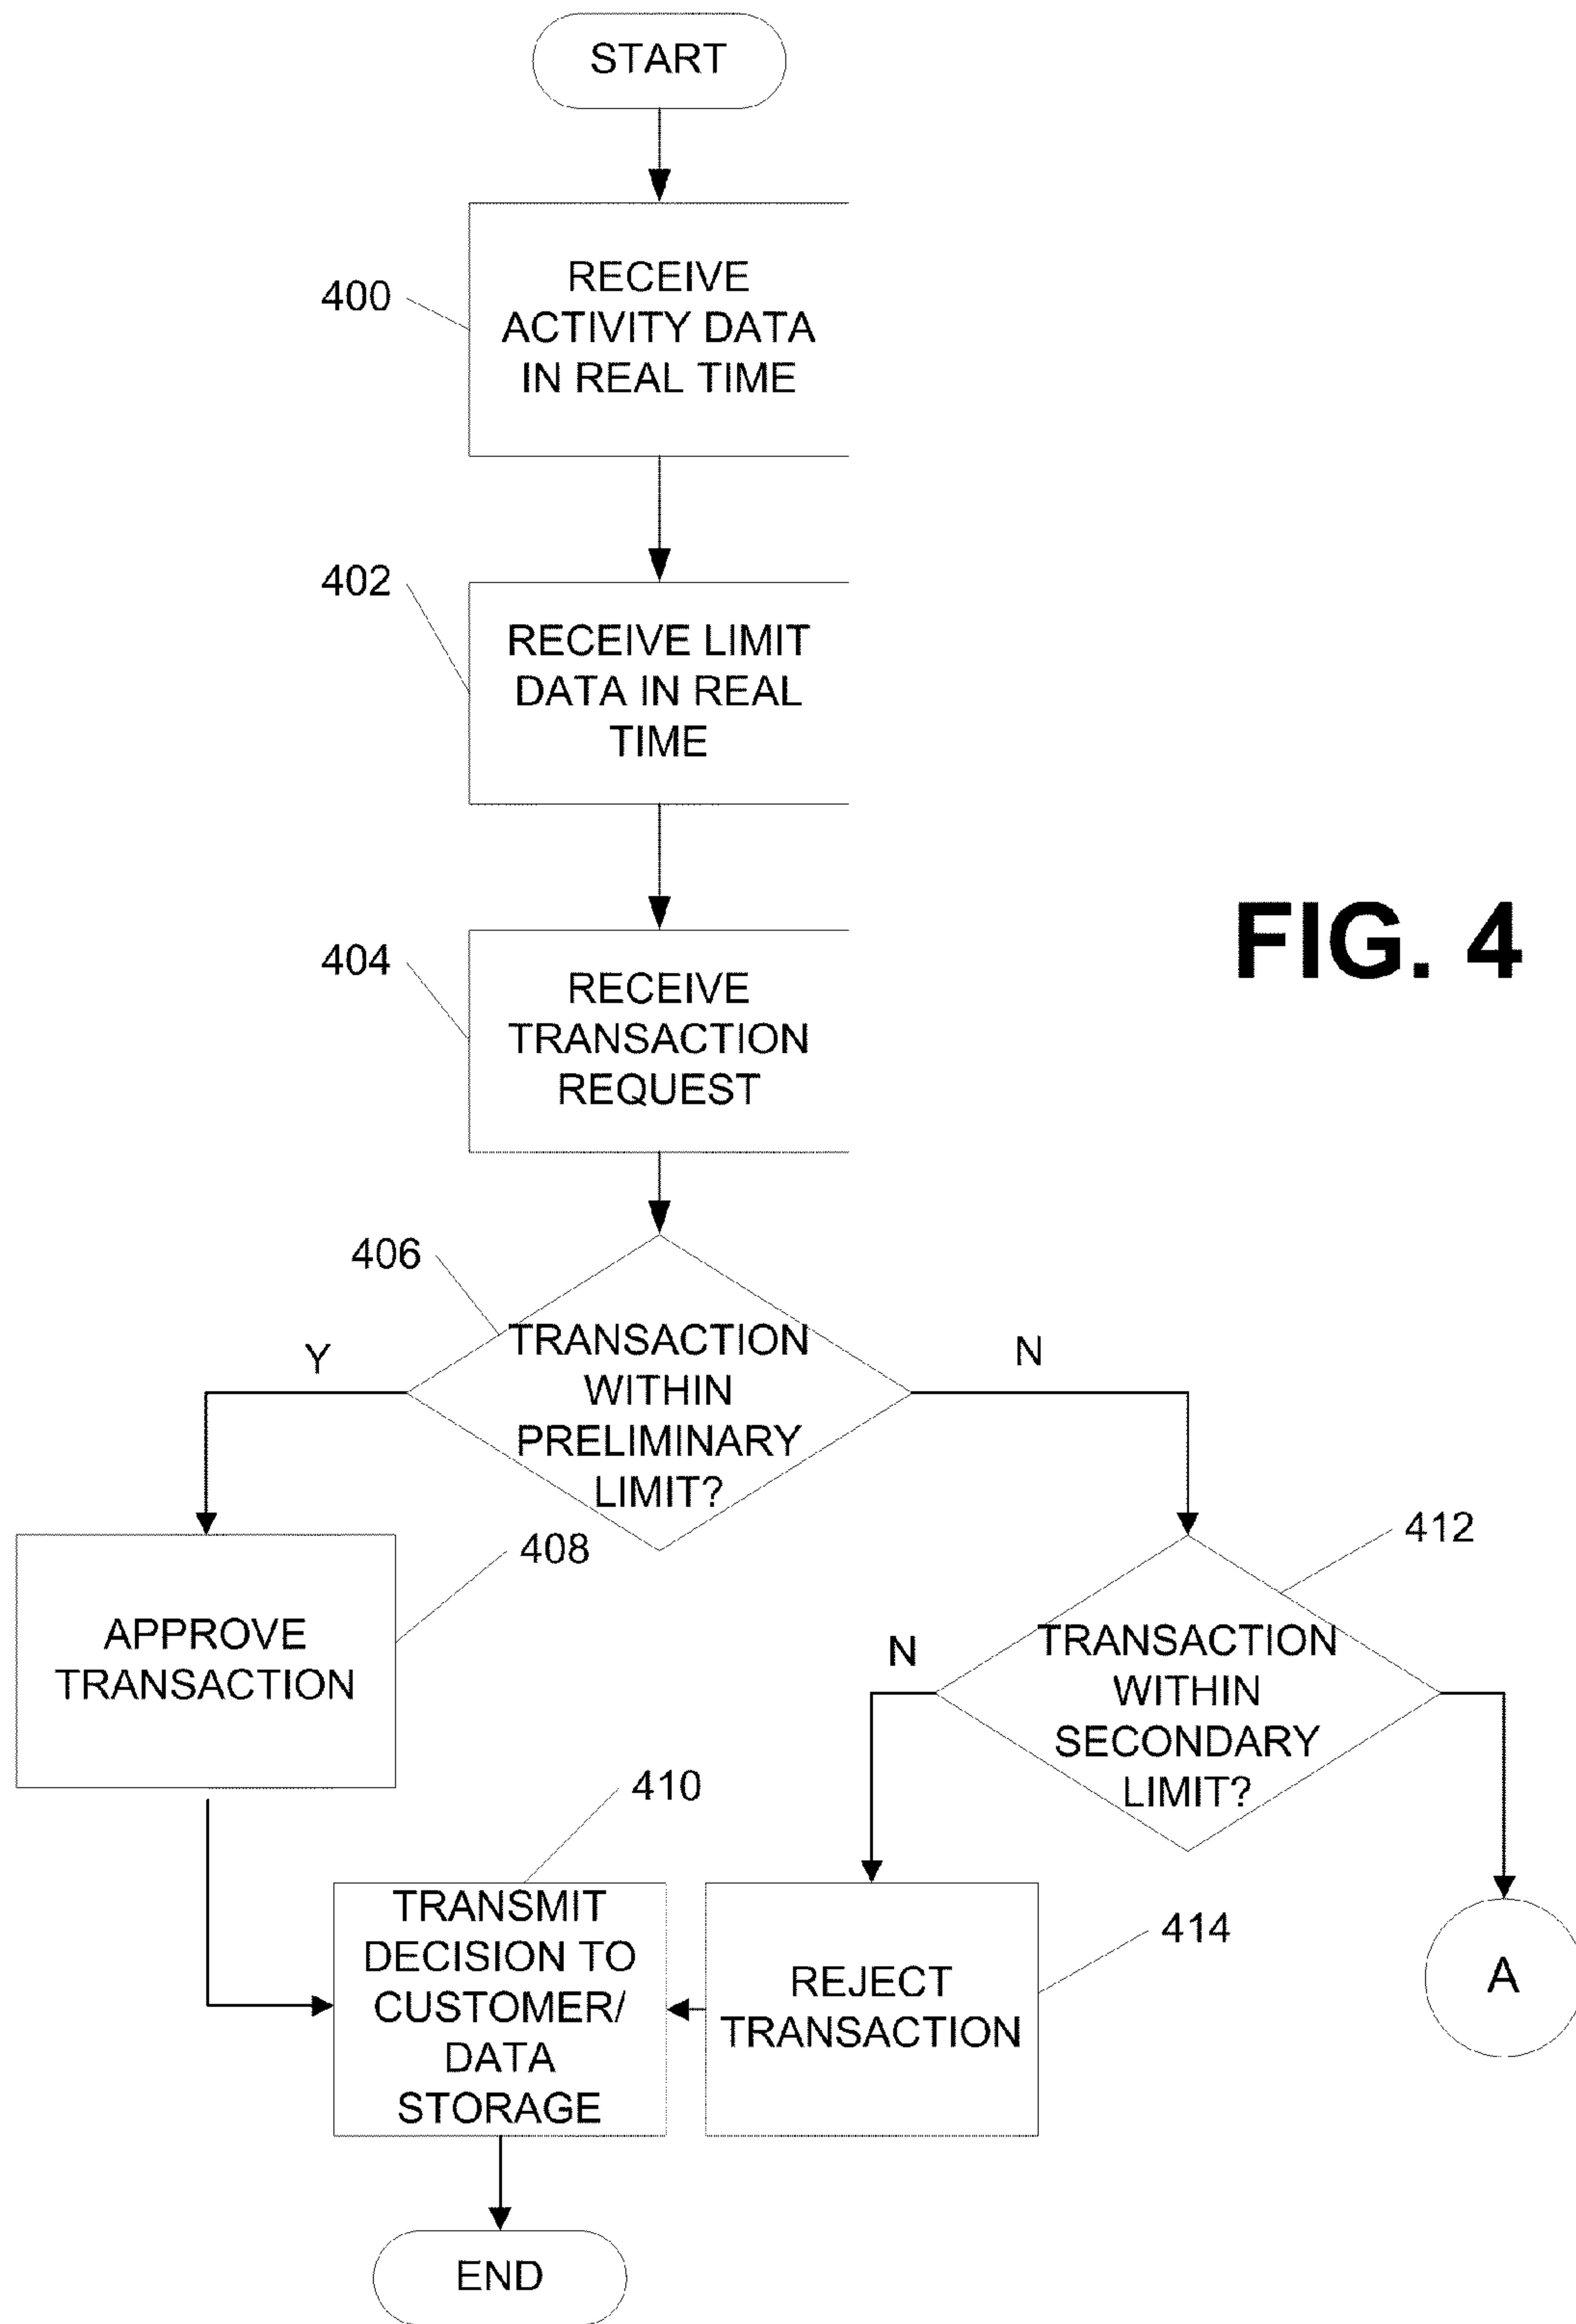 START
400
RECEIVE
ACTIVITY DATA
IN REAL TIME
402
RECEIVE LIMIT
DATA IN REAL
TIME
FIG. 4
404
RECEIVE
TRANSACTION
REQUEST
406
TRANSACTION
WITHIN
PRELIMINARY
LIMIT?
Y
N
408
APPROVE
TRANSACTION
412
TRANSACTION
WITHIN
SECONDARY
LIMIT?
N
410
TRANSMIT
DECISION TO
CUSTOMER/
DATA
STORAGE
414
REJECT
TRANSACTION
A
END